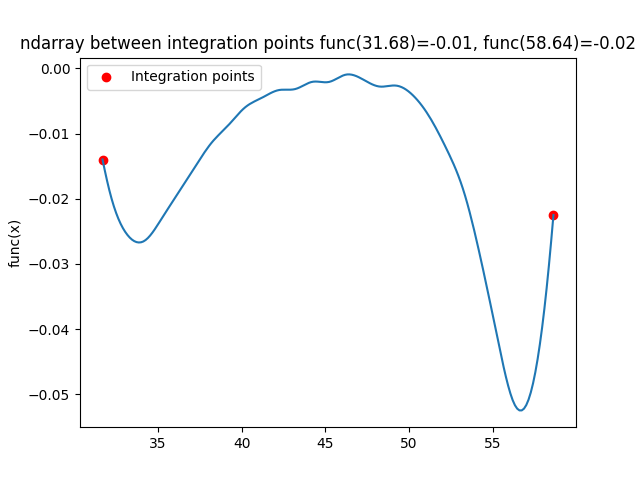 ndarray between integration points func(31.68)=-0.01, func(58.64)=-0.02
Integration points
func(x)
0.00
−0.01
−0.02
−0.03
−0.04
−0.05
35 40 45 50 55